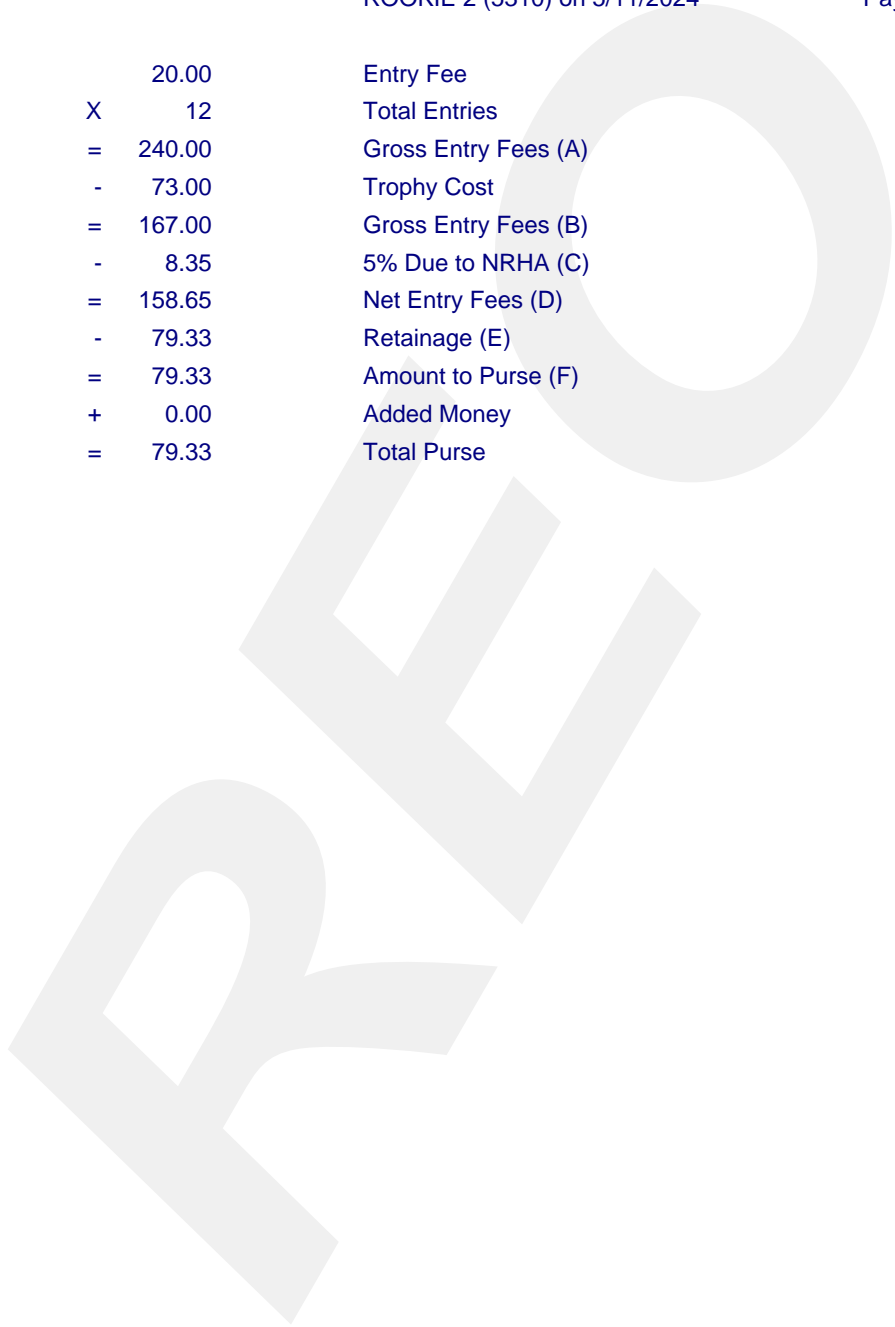 20.00 Entry Fee
X 12 Total Entries
= 240.00 Gross Entry Fees (A)
- 73.00 Trophy Cost
= 167.00 Gross Entry Fees (B)
- 8.35 5% Due to NRHA (C)
= 158.65 Net Entry Fees (D)
- 79.33 Retainage (E)
= 79.33 Amount to Purse (F)
+ 0.00 Added Money
= 79.33 Total Purse
REO